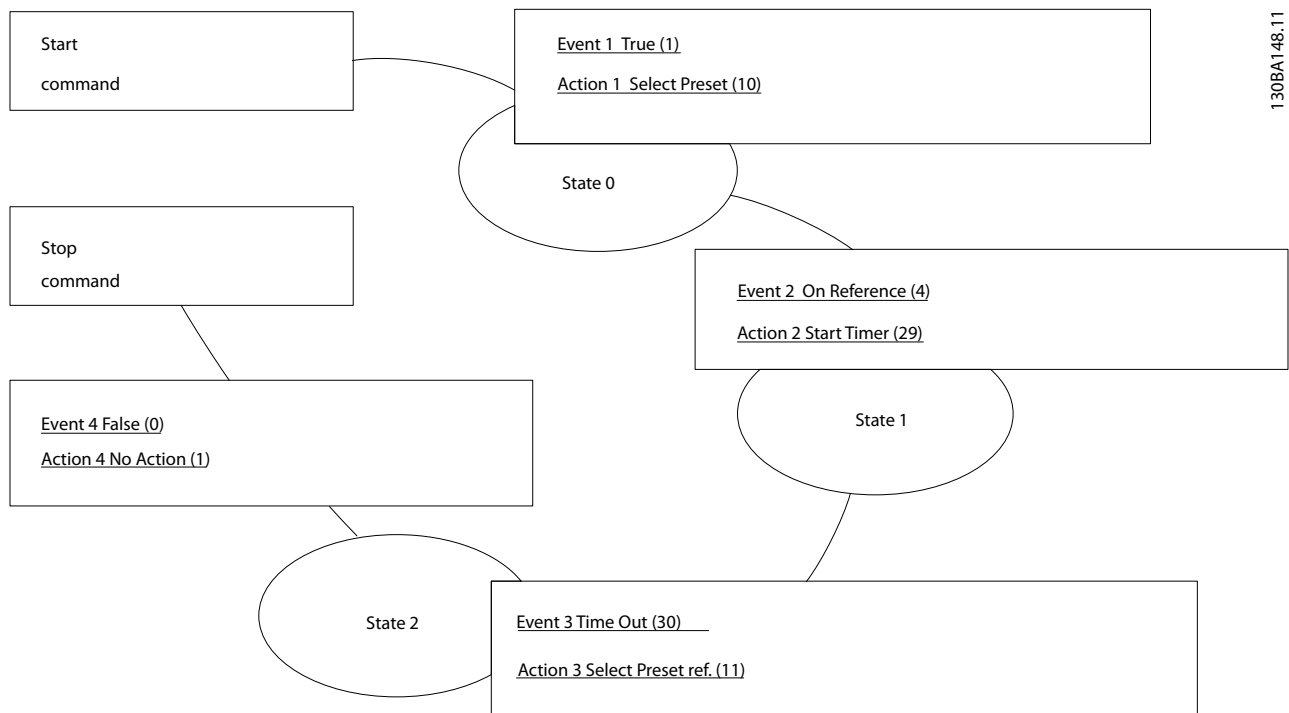 Start
command
Event 1 True (1)
Action 1 Select Preset (10)
130BA148.11
State 0
Stop
command
Event 2 On Reference (4)
Action 2 Start Timer (29)
Event 4 False (0)
Action 4 No Action (1)
State 1
State 2
Event 3 Time Out (30)
Action 3 Select Preset ref. (11)